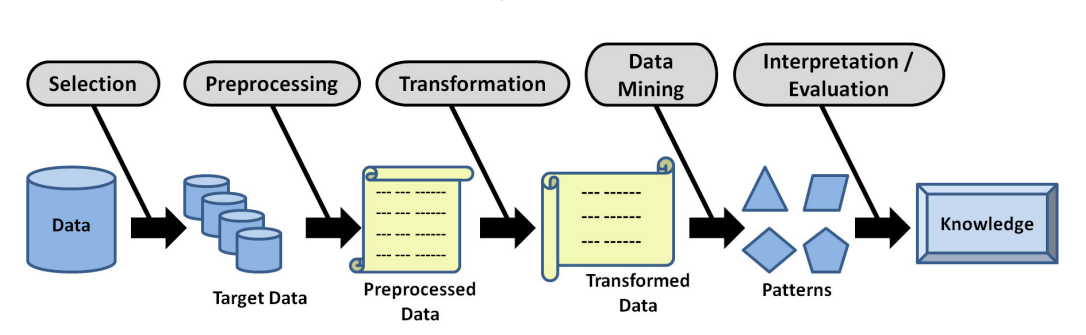 Selection
Preprocessing
Transformation
Data
Mining
Interpretation /
Evaluation
Data
Target Data
Preprocessed
Data
Transformed
Data
Patterns
Knowledge